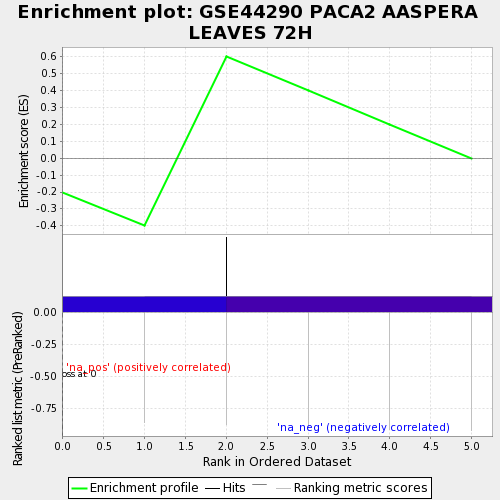 Enrichment plot: GSE44290 PACA2 AASPERA
LEAVES 72H
Enrichment score (ES)
0.6
0.5
0.4
0.3
0.2
0.1
0.0
-0.1
-0.2
-0.3
-0.4
Ranked list metric (PreRanked)
0.00
-0.25
-0.50
-0.75
'na_pos' (positively correlated)
oss at 0
'na_neg' (negatively correlated)
0.0 0.5 1.0 1.5 2.0 2.5 3.0 3.5 4.0 4.5 5.0
Rank in Ordered Dataset
Enrichment profile Hits Ranking metric scores